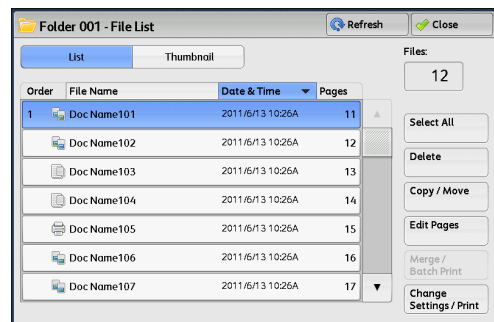 Folder 001 - File List
Refresh
Close
List
Thumbnail
Files:
12
Order File Name Date & Time Pages
1 Doc Name101 2011/6/13 10:26A 11
Doc Name102 2011/6/13 10:26A 12
Doc Name103 2011/6/13 10:26A 13
Doc Name104 2011/6/13 10:26A 14
Doc Name105 2011/6/13 10:26A 15
Doc Name106 2011/6/13 10:26A 16
Doc Name107 2011/6/13 10:26A 17
Select All
Delete
Copy / Move
Edit Pages
Merge /
Batch Print
Change
Settings / Print